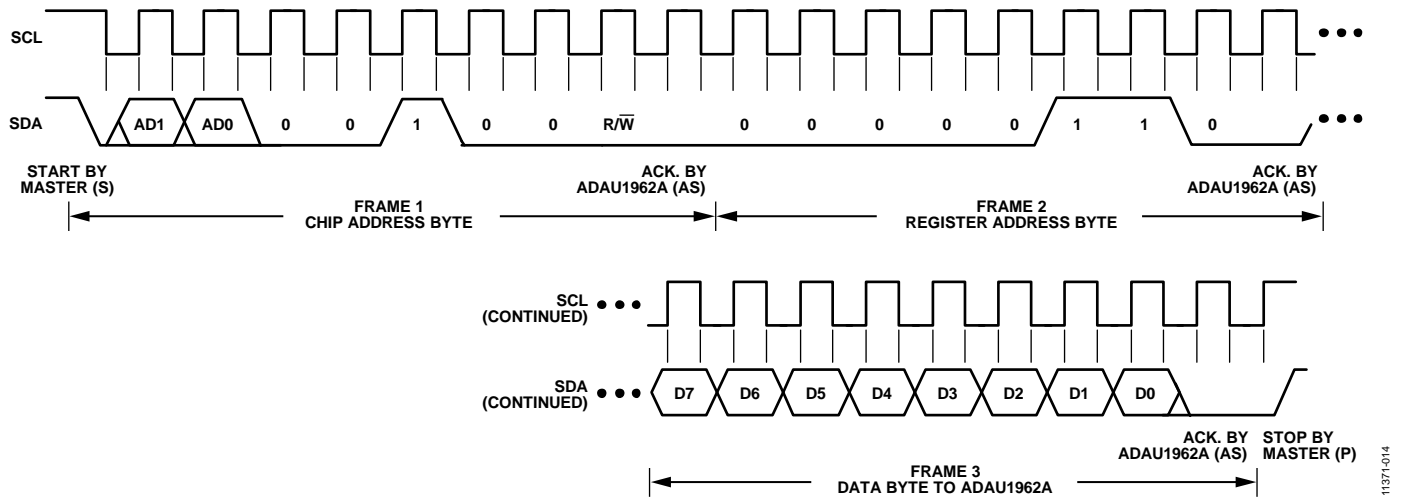 SCL
SDA
AD1 AD0 0 0 1 0 0 R/W̅ 0 0 0 0 0 1 1 0
START BY
MASTER (S)
ACK. BY
ADAU1962A (AS)
ACK. BY
ADAU1962A (AS)
FRAME 1
CHIP ADDRESS BYTE
FRAME 2
REGISTER ADDRESS BYTE
SCL
(CONTINUED)
SDA
(CONTINUED)
D7 D6 D5 D4 D3 D2 D1 D0
ACK. BY
ADAU1962A (AS)
STOP BY
MASTER (P)
FRAME 3
DATA BYTE TO ADAU1962A
11371-014